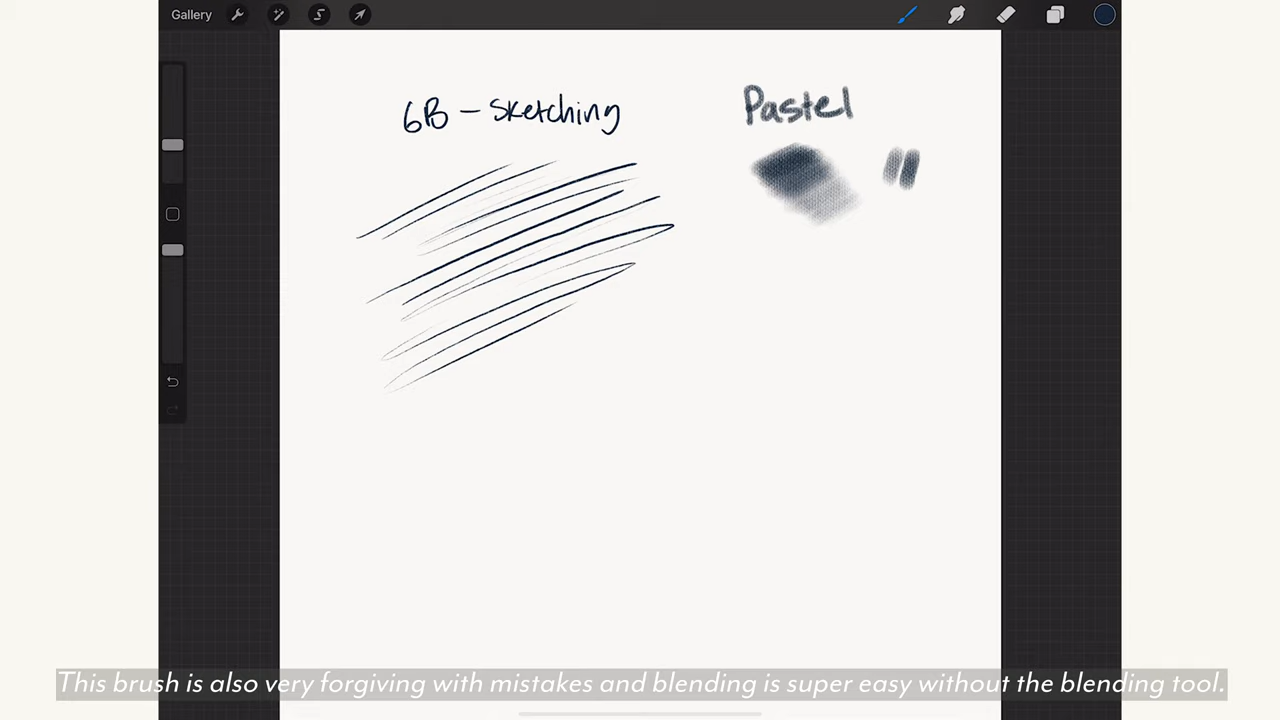 Gallery
6B - Sketching
Pastel
This brush is also very forgiving with mistakes and blending is super easy without the blending tool.